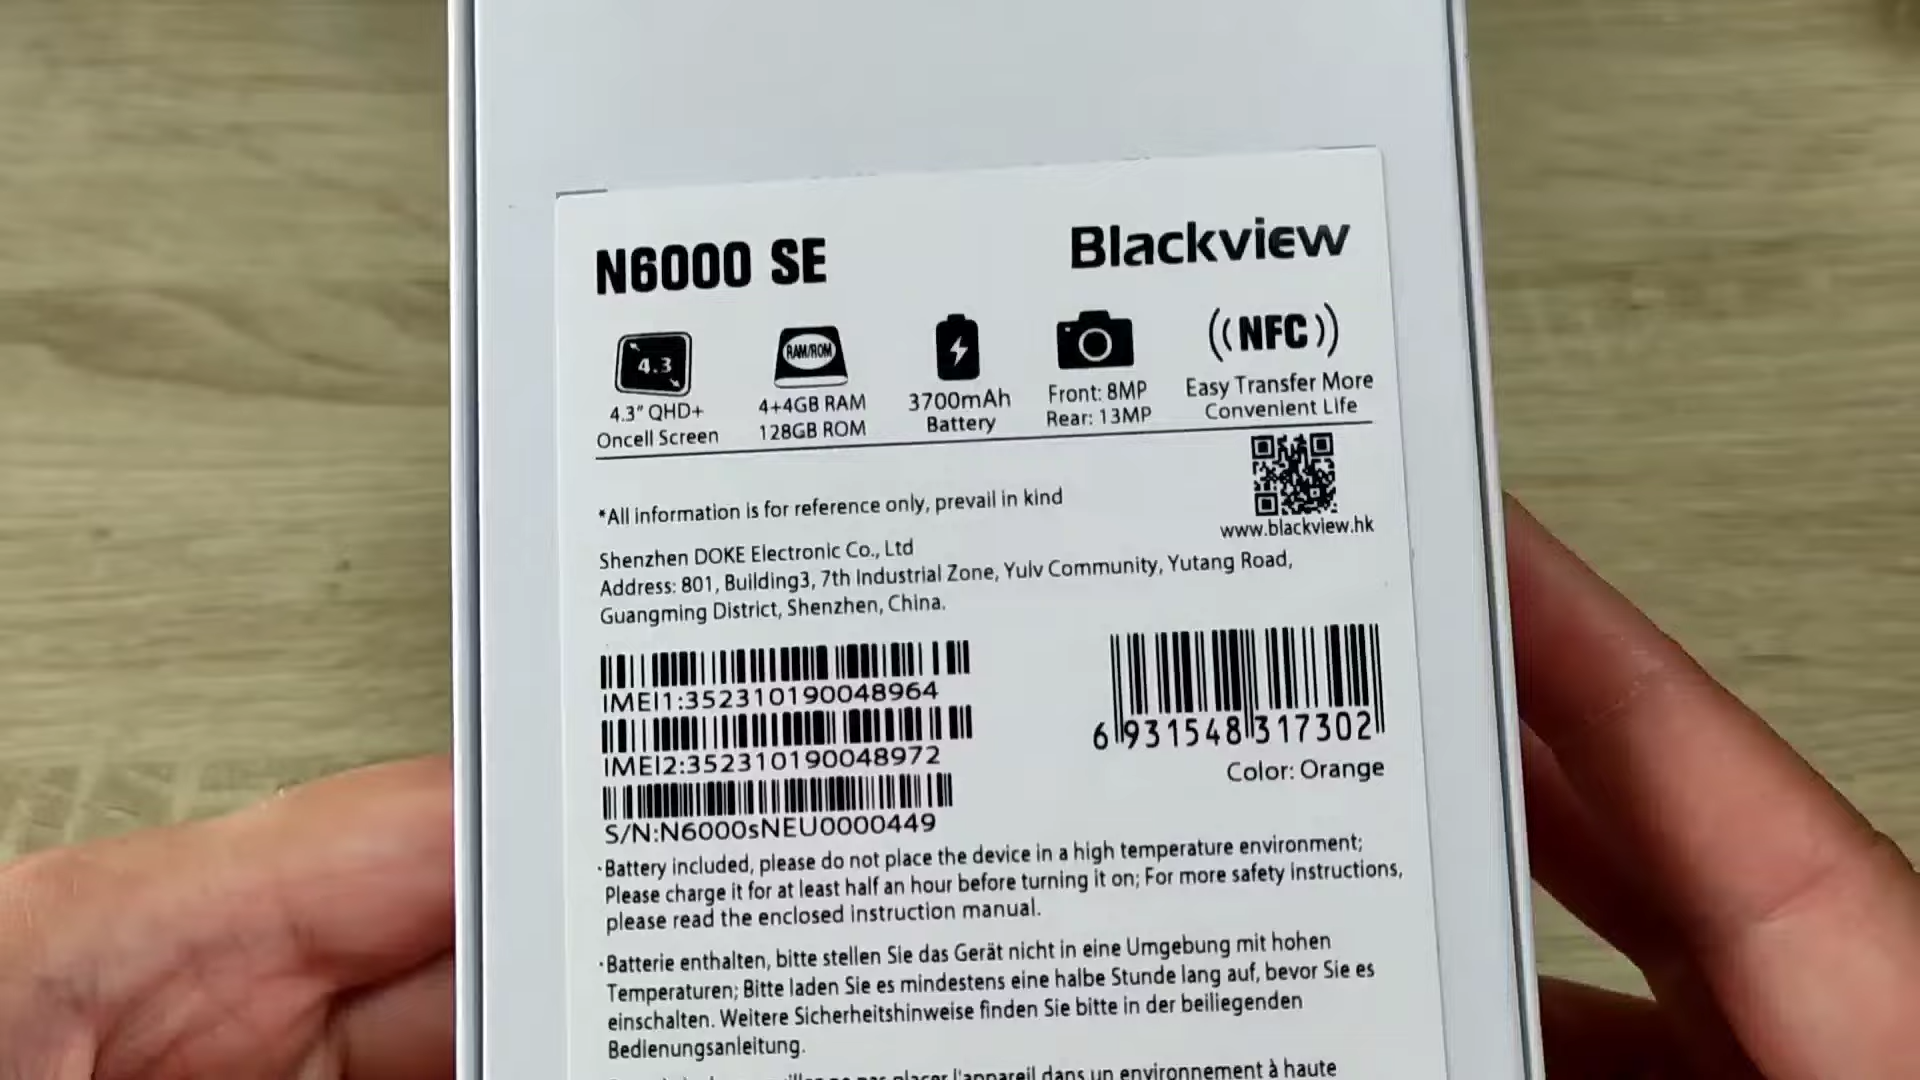 N6000 SE
Blackview
4.3
RAM/ROM
((NFC))
4.3" QHD+
Oncell Screen
4+4GB RAM
128GB ROM
3700mAh
Battery
Front: 8MP
Rear: 13MP
Easy Transfer More
Convenient Life
*All information is for reference only, prevail in kind
www.blackview.hk
Shenzhen DOKE Electronic Co., Ltd
Address: 801, Building3, 7th Industrial Zone, Yulv Community, Yutang Road,
Guangming District, Shenzhen, China.
IMEI1:352310190048964
IMEI2:352310190048972
S/N:N6000sNEU0000449
6 931548 317302
Color: Orange
·Battery included, please do not place the device in a high temperature environment;
Please charge it for at least half an hour before turning it on; For more safety instructions,
please read the enclosed instruction manual.
·Batterie enthalten, bitte stellen Sie das Gerät nicht in eine Umgebung mit hohen
Temperaturen; Bitte laden Sie es mindestens eine halbe Stunde lang auf, bevor Sie es
einschalten. Weitere Sicherheitshinweise finden Sie bitte in der beiliegenden
Bedienungsanleitung.
pas placer l'appareil dans un environnement à haute